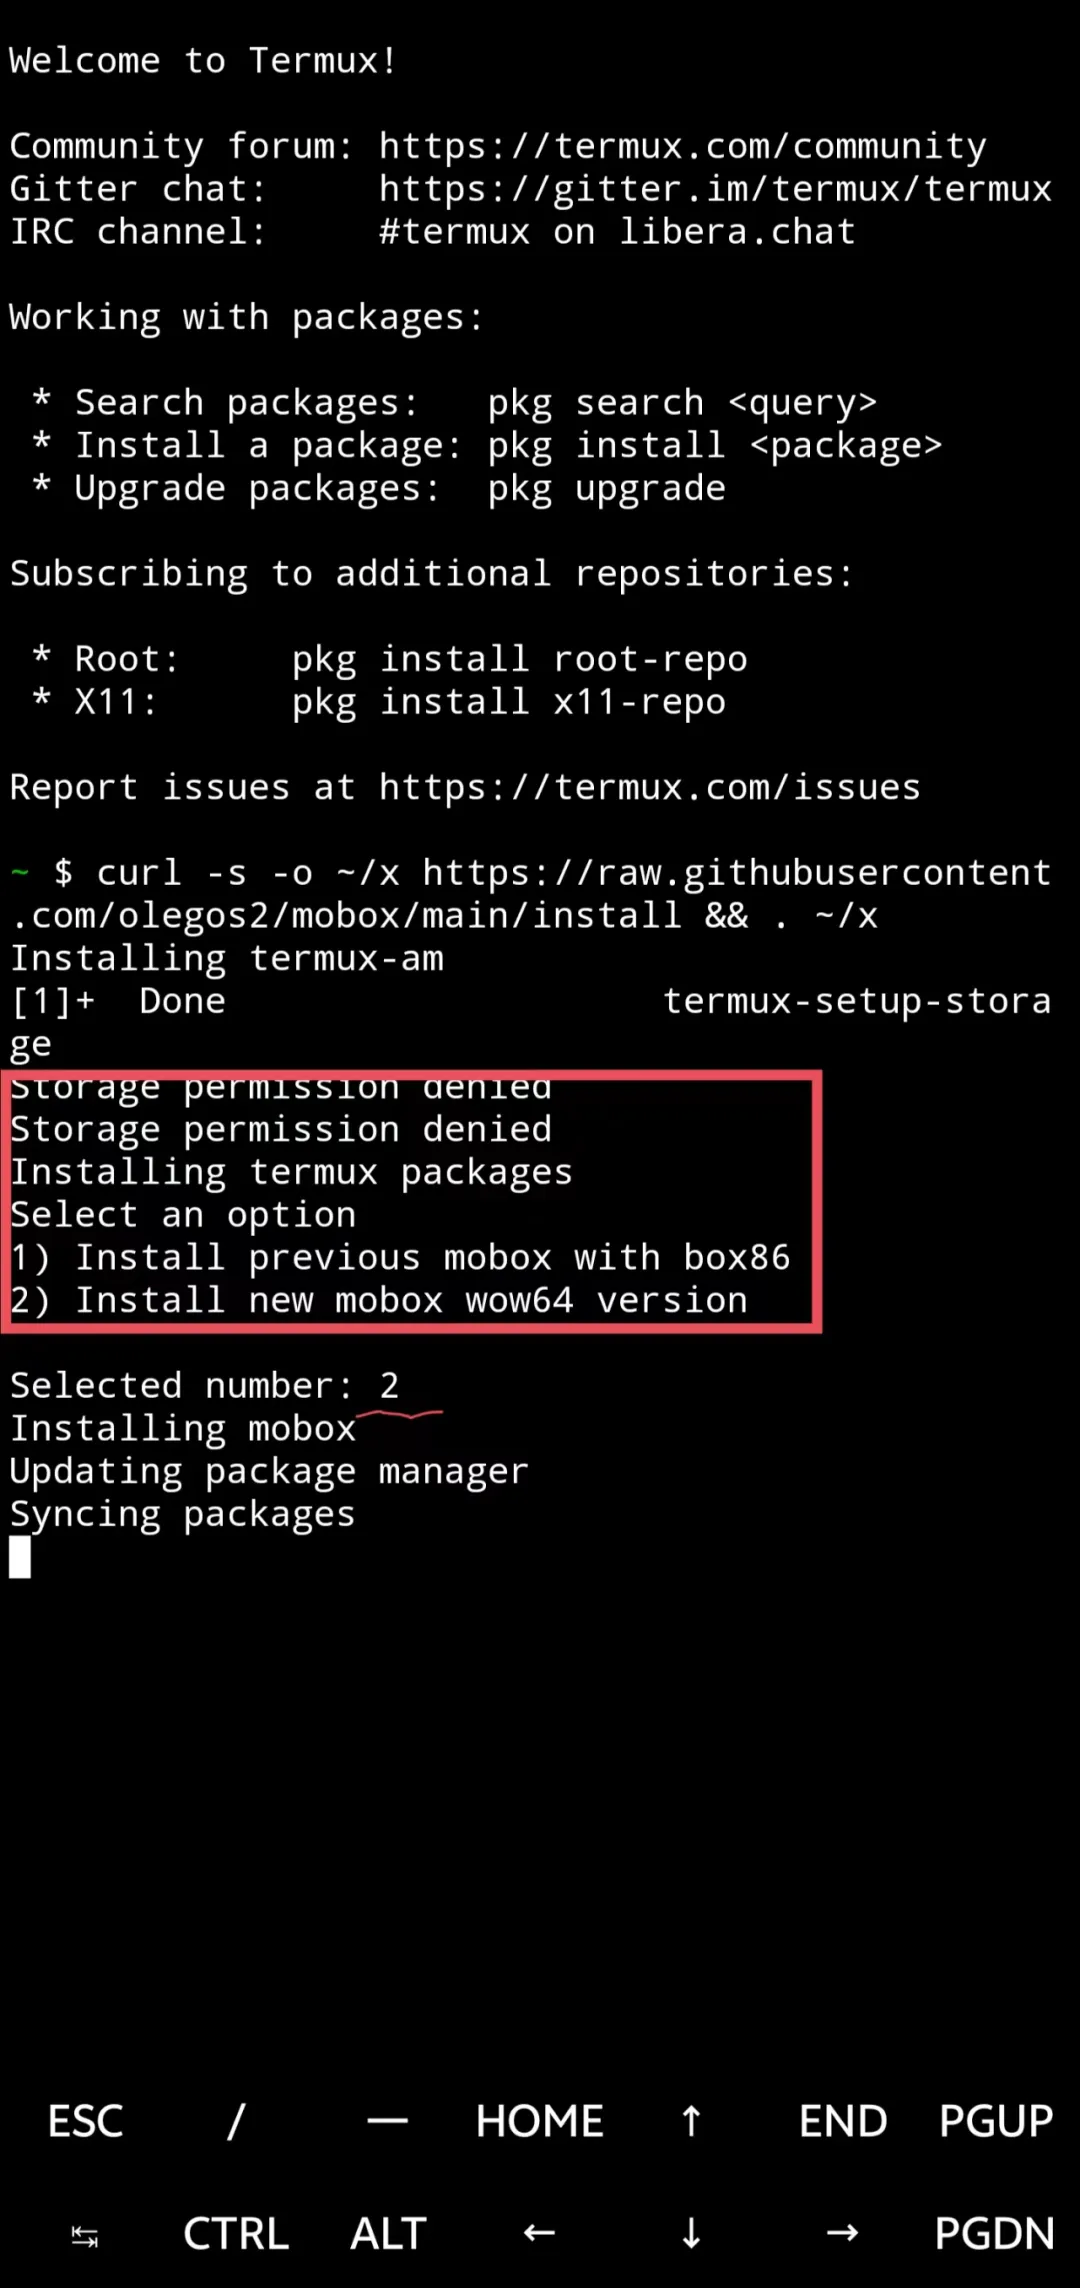 Welcome to Termux!
Community forum: https://termux.com/community
Gitter chat:     https://gitter.im/termux/termux
IRC channel:     #termux on libera.chat
Working with packages:
 * Search packages:   pkg search <query>
 * Install a package: pkg install <package>
 * Upgrade packages:  pkg upgrade
Subscribing to additional repositories:
 * Root:     pkg install root-repo
 * X11:      pkg install x11-repo
Report issues at https://termux.com/issues
~ $ curl -s -o ~/x https://raw.githubusercontent
.com/olegos2/mobox/main/install && . ~/x
Installing termux-am
[1]+  Done                    termux-setup-stora
ge
Storage permission denied
Storage permission denied
Installing termux packages
Select an option
1) Install previous mobox with box86
2) Install new mobox wow64 version
Selected number: 2
Installing mobox
Updating package manager
Syncing packages
ESC / — HOME ↑ END PGUP
↹ CTRL ALT ← ↓ → PGDN